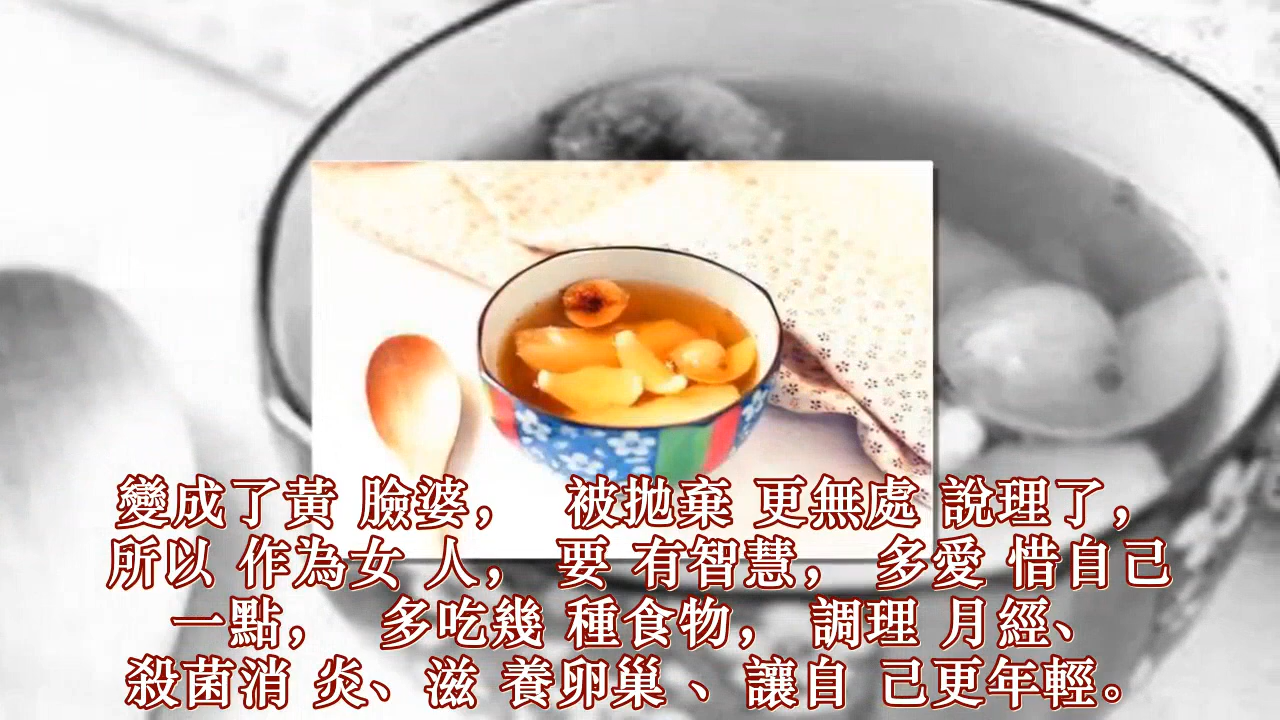 變成了黃 臉婆， 被拋棄 更無處 說理了，
所以 作為女 人， 要 有智慧， 多愛 惜自己
一點， 多吃幾 種食物， 調理 月經、
殺菌消 炎、滋 養卵巢 、讓自 己更年輕。